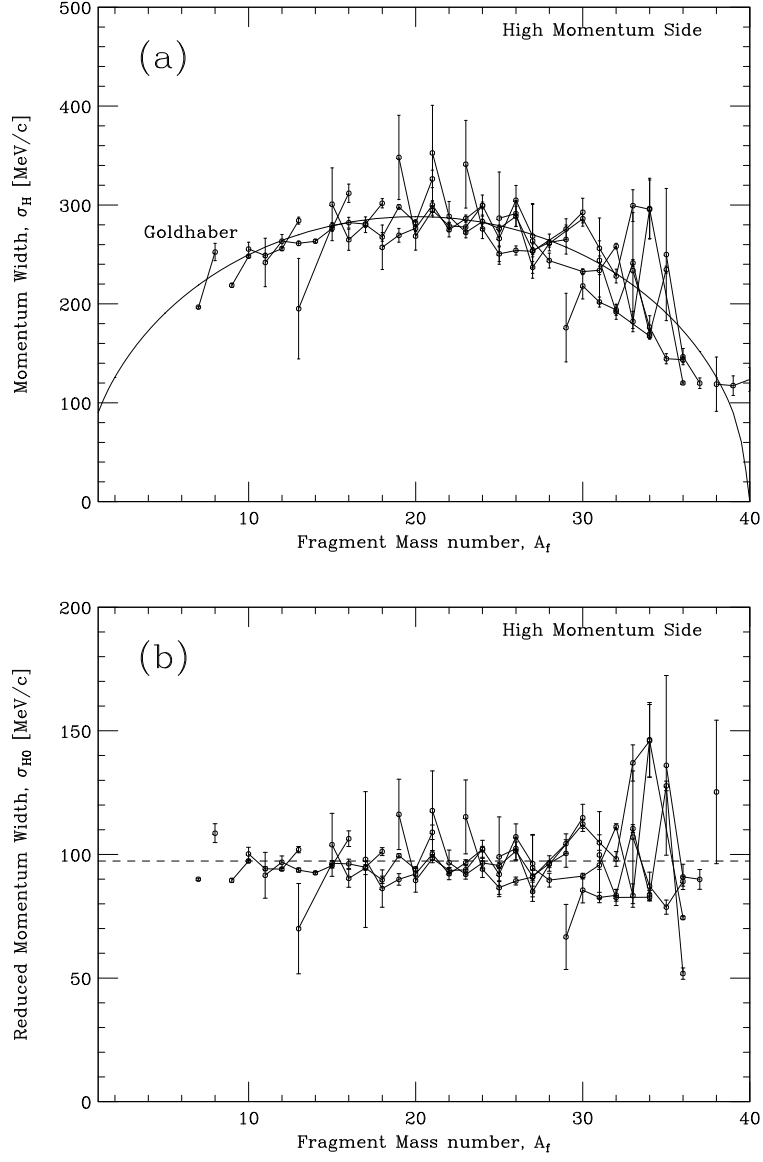 500
400
300
200
100
0
Momentum Width, σH [MeV/c]
(a)
High Momentum Side
Goldhaber
10
20
30
40
Fragment Mass number, Af
200
150
100
50
0
Reduced Momentum Width, σH0 [MeV/c]
(b)
High Momentum Side
10
20
30
40
Fragment Mass number, Af